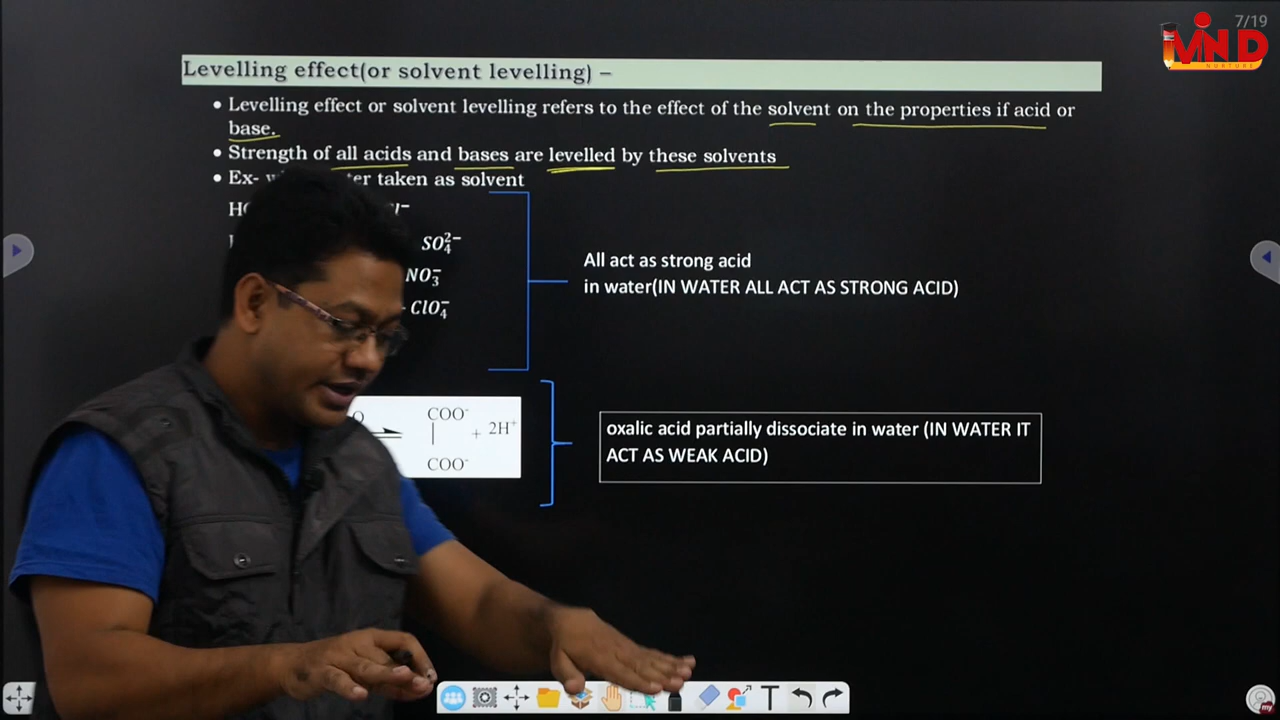 7/19
MIND
NURTURE
Levelling effect(or solvent levelling) –
• Levelling effect or solvent levelling refers to the effect of the solvent on the properties if acid or
base.
• Strength of all acids and bases are levelled by these solvents
• Ex- taken as solvent
SO₄²⁻
NO₃⁻
ClO₄⁻
All act as strong acid
in water(IN WATER ALL ACT AS STRONG ACID)
COO⁻
| + 2H⁺
COO⁻
oxalic acid partially dissociate in water (IN WATER IT
ACT AS WEAK ACID)
T
my